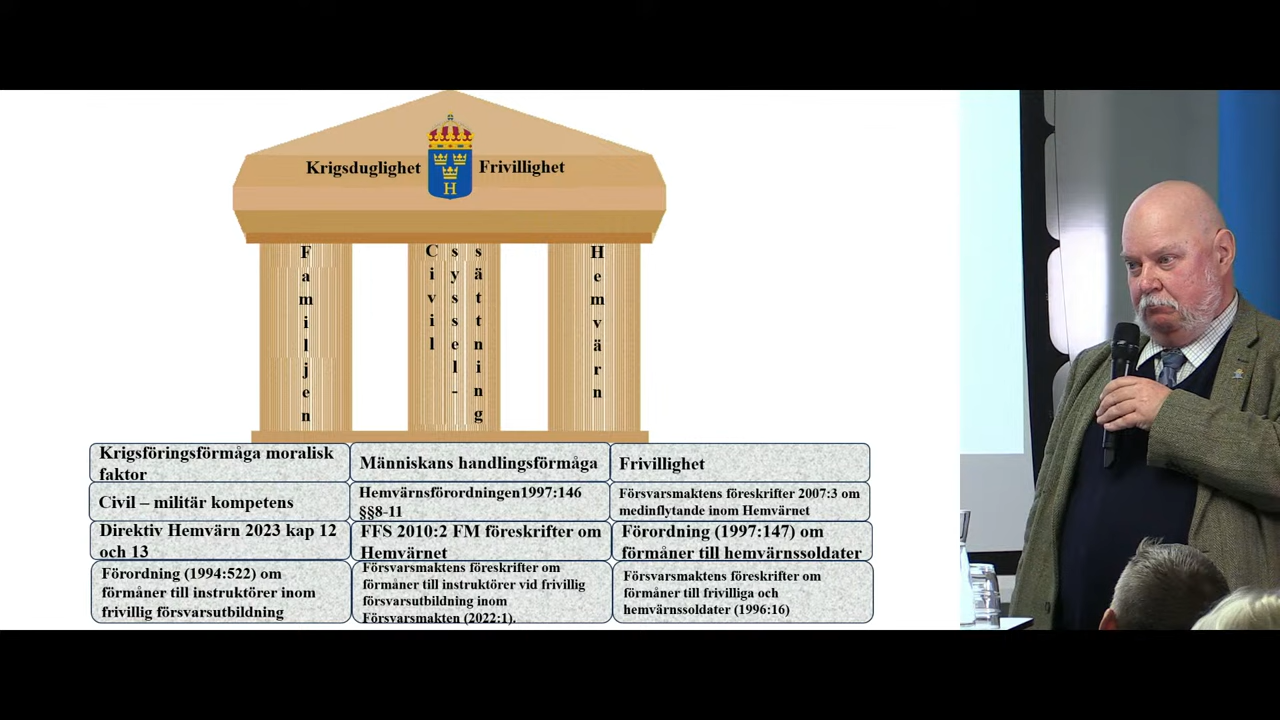 Krigsduglighet
Frivillighet
H
Familjen
Civil
syssel-
sättning
Hemvärn
Krigsföringsförmåga moralisk
faktor
Människans handlingsförmåga
Frivillighet
Civil – militär kompetens
Hemvärnsförordningen1997:146
§§8-11
Försvarsmaktens föreskrifter 2007:3 om
medinflytande inom Hemvärnet
Direktiv Hemvärn 2023 kap 12
och 13
FFS 2010:2 FM föreskrifter om
Hemvärnet
Förordning (1997:147) om
förmåner till hemvärnssoldater
Förordning (1994:522) om
förmåner till instruktörer inom
frivillig försvarsutbildning
Försvarsmaktens föreskrifter om
förmåner till instruktörer vid frivillig
försvarsutbildning inom
Försvarsmakten (2022:1).
Försvarsmaktens föreskrifter om
förmåner till frivilliga och
hemvärnssoldater (1996:16)